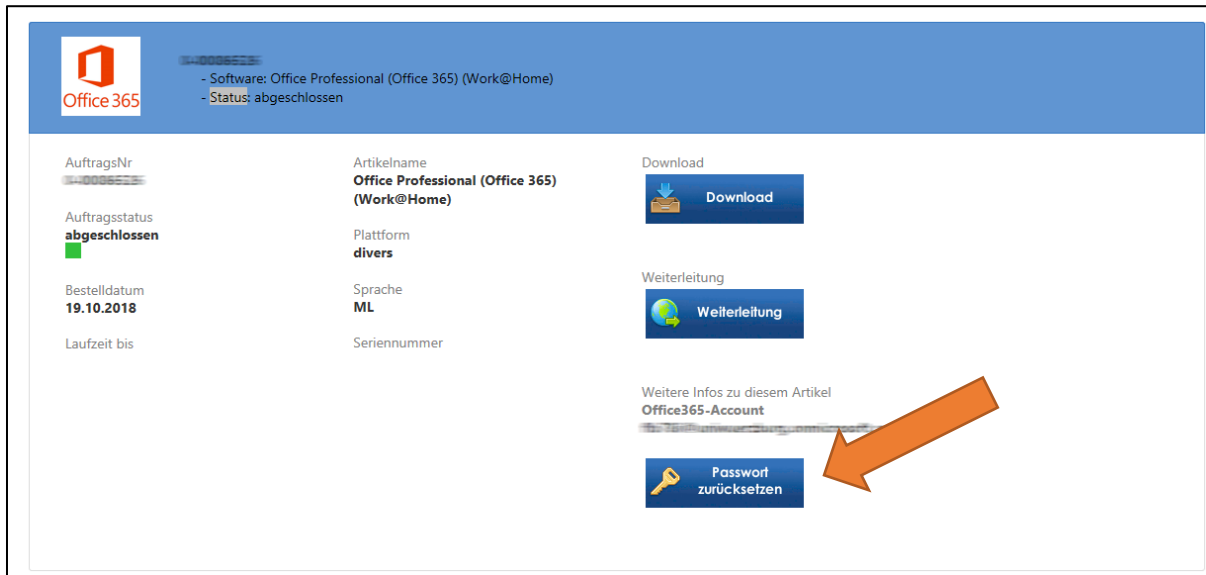 Office 365
- Software: Office Professional (Office 365) (Work@Home)
- Status: abgeschlossen
AuftragsNr
Auftragsstatus
abgeschlossen
Bestelldatum
19.10.2018
Laufzeit bis
Artikelname
Office Professional (Office 365)
(Work@Home)
Plattform
divers
Sprache
ML
Seriennummer
Download
Download
Weiterleitung
Weiterleitung
Weitere Infos zu diesem Artikel
Office365-Account
Passwort
zurücksetzen